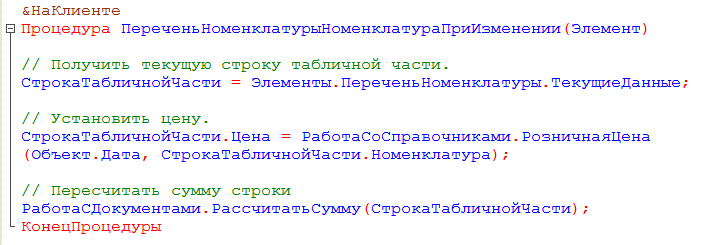 &НаКлиенте
Процедура ПереченьНоменклатурыНоменклатураПриИзменении(Элемент)
// Получить текущую строку табличной части.
СтрокаТабличнойЧасти = Элементы.ПереченьНоменклатуры.ТекущиеДанные;
// Установить цену.
СтрокаТабличнойЧасти.Цена = РаботаСоСправочниками.РозничнаяЦена
(Объект.Дата, СтрокаТабличнойЧасти.Номенклатура);
// Пересчитать сумму строки
РаботаСДокументами.РассчитатьСумму(СтрокаТабличнойЧасти);
КонецПроцедуры